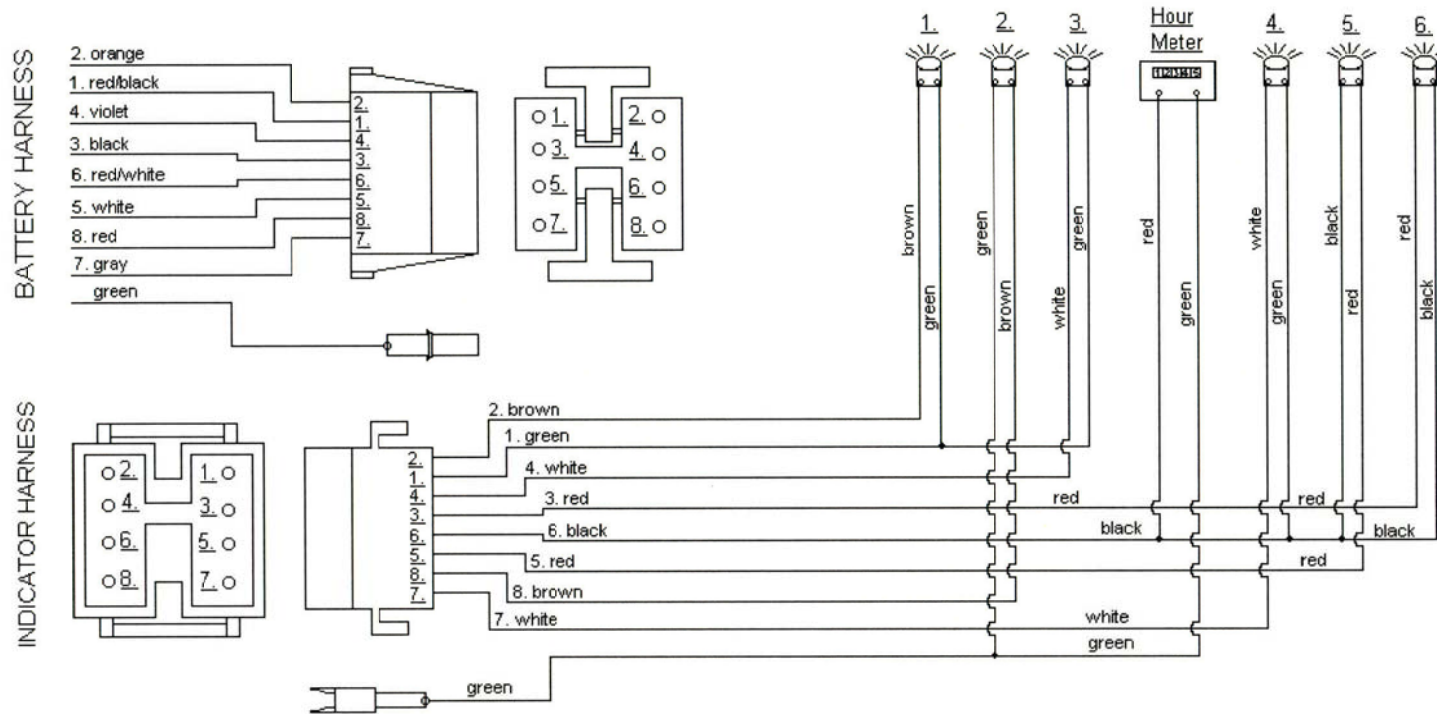 BATTERY HARNESS
2. orange
1. red/black
4. violet
3. black
6. red/white
5. white
8. red
7. gray
green
2.
1.
4.
3.
6.
5.
8.
7.
1. 2.
3. 4.
5. 6.
7. 8.
1. 2. 3. Hour Meter 4. 5. 6.
12345
brown
green
green
brown
white
green
red
green
white
green
black
red
red
black
INDICATOR HARNESS
2. 1.
4. 3.
6. 5.
8. 7.
2.
1.
4.
3.
6.
5.
8.
7.
2. brown
1. green
4. white
3. red red red
6. black black black
5. red red
8. brown
7. white white
green
green